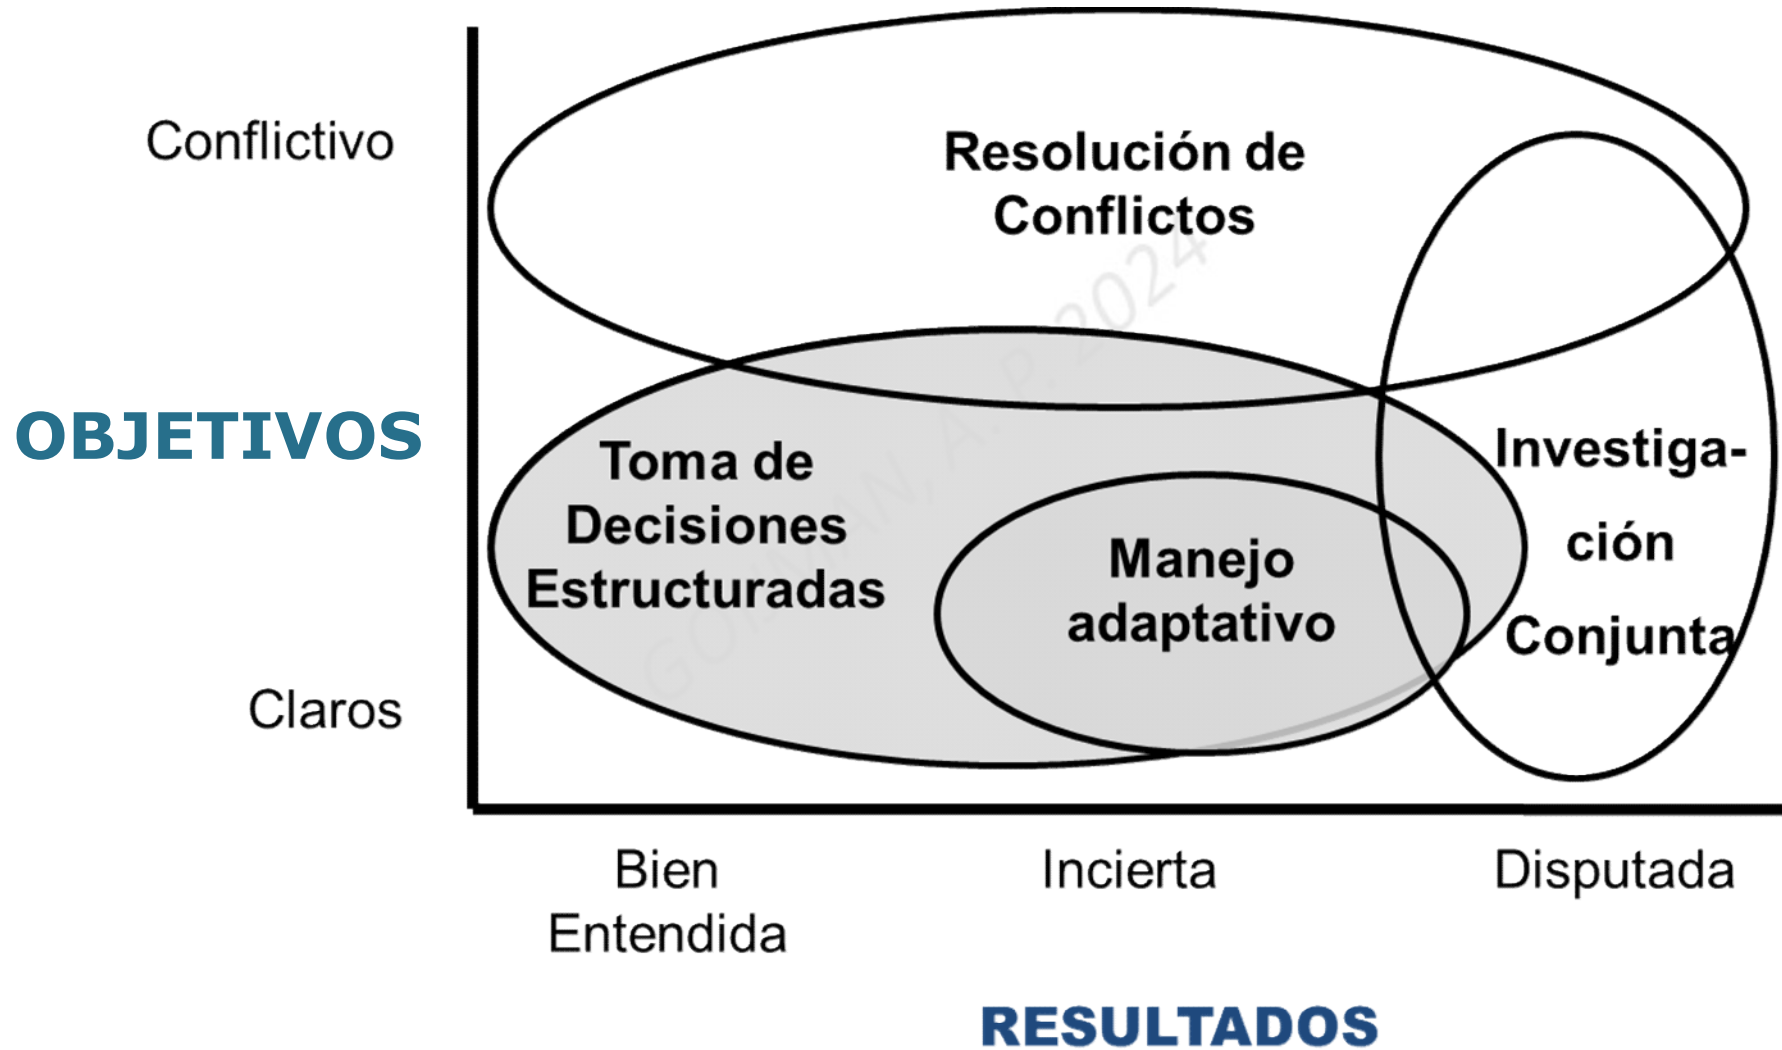 Conflictivo
Resolución de
Conflictos
OBJETIVOS
Toma de
Decisiones
Estructuradas
Manejo
adaptativo
Investiga-
ción
Conjunta
Claros
Bien
Entendida
Incierta
Disputada
RESULTADOS
A.P. 2024